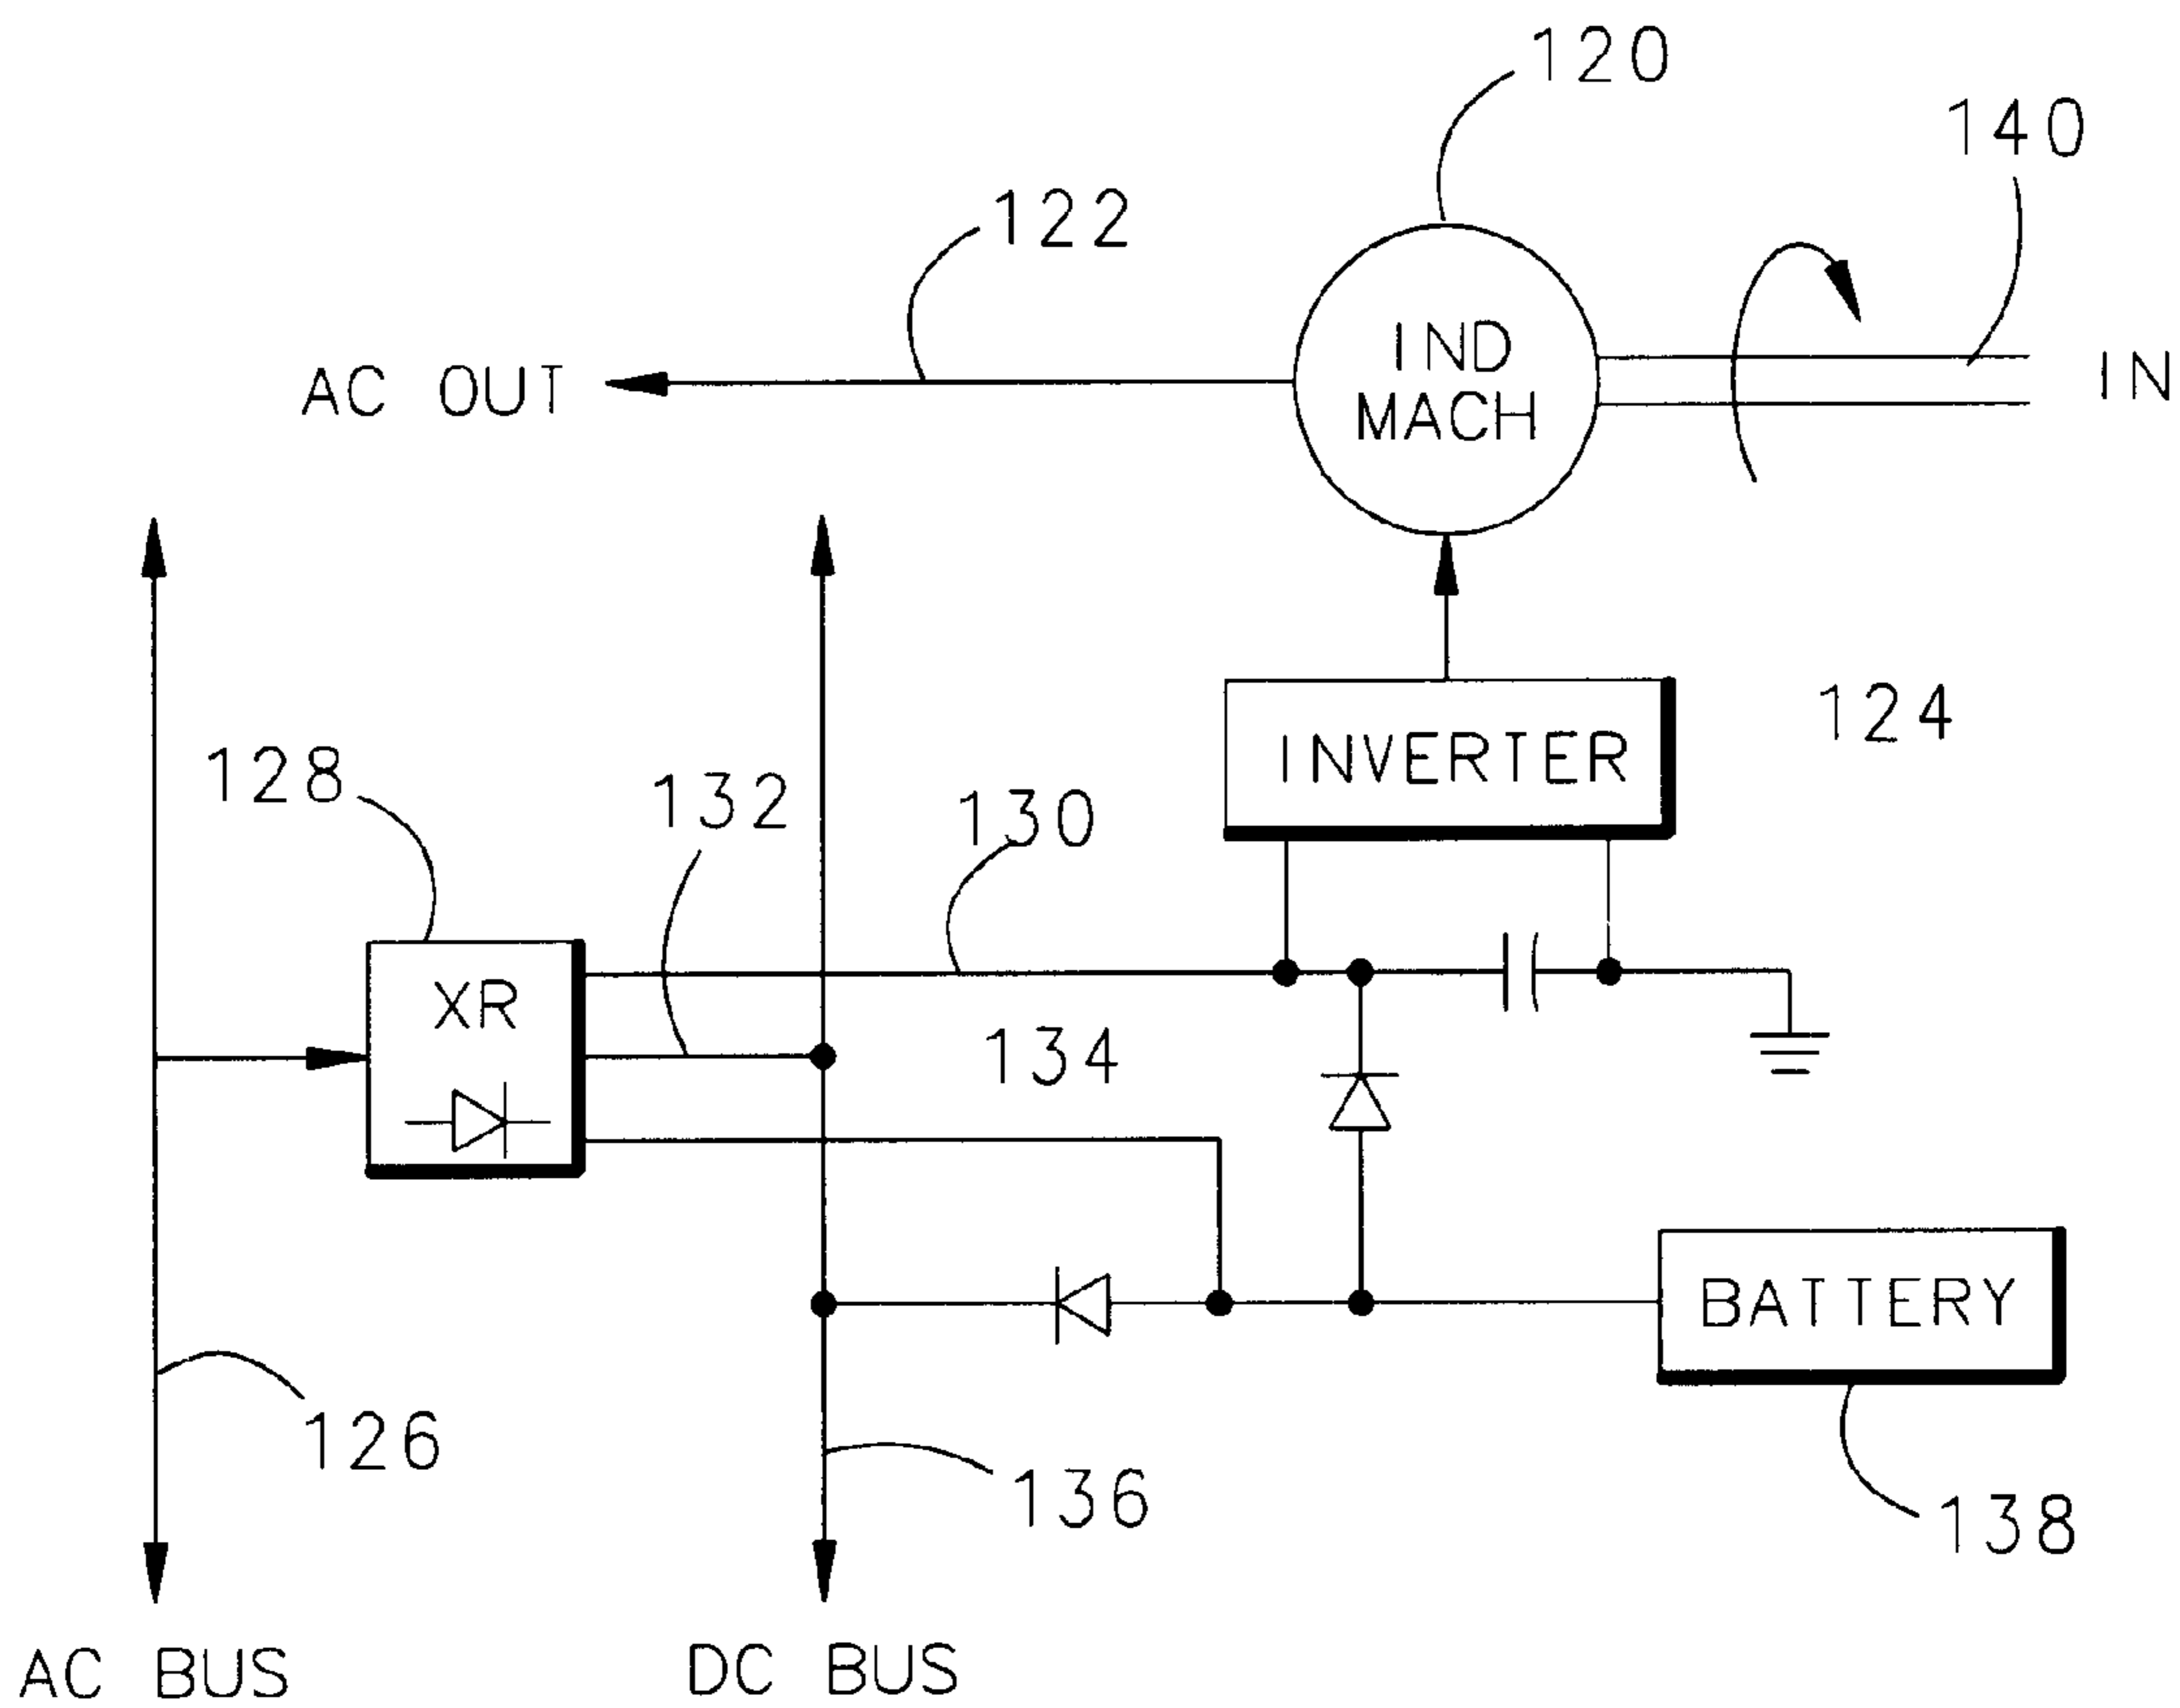 120
140
122
IND
MACH
AC OUT
IN
124
INVERTER
128
132
130
XR
134
BATTERY
126
136
138
AC BUS
DC BUS